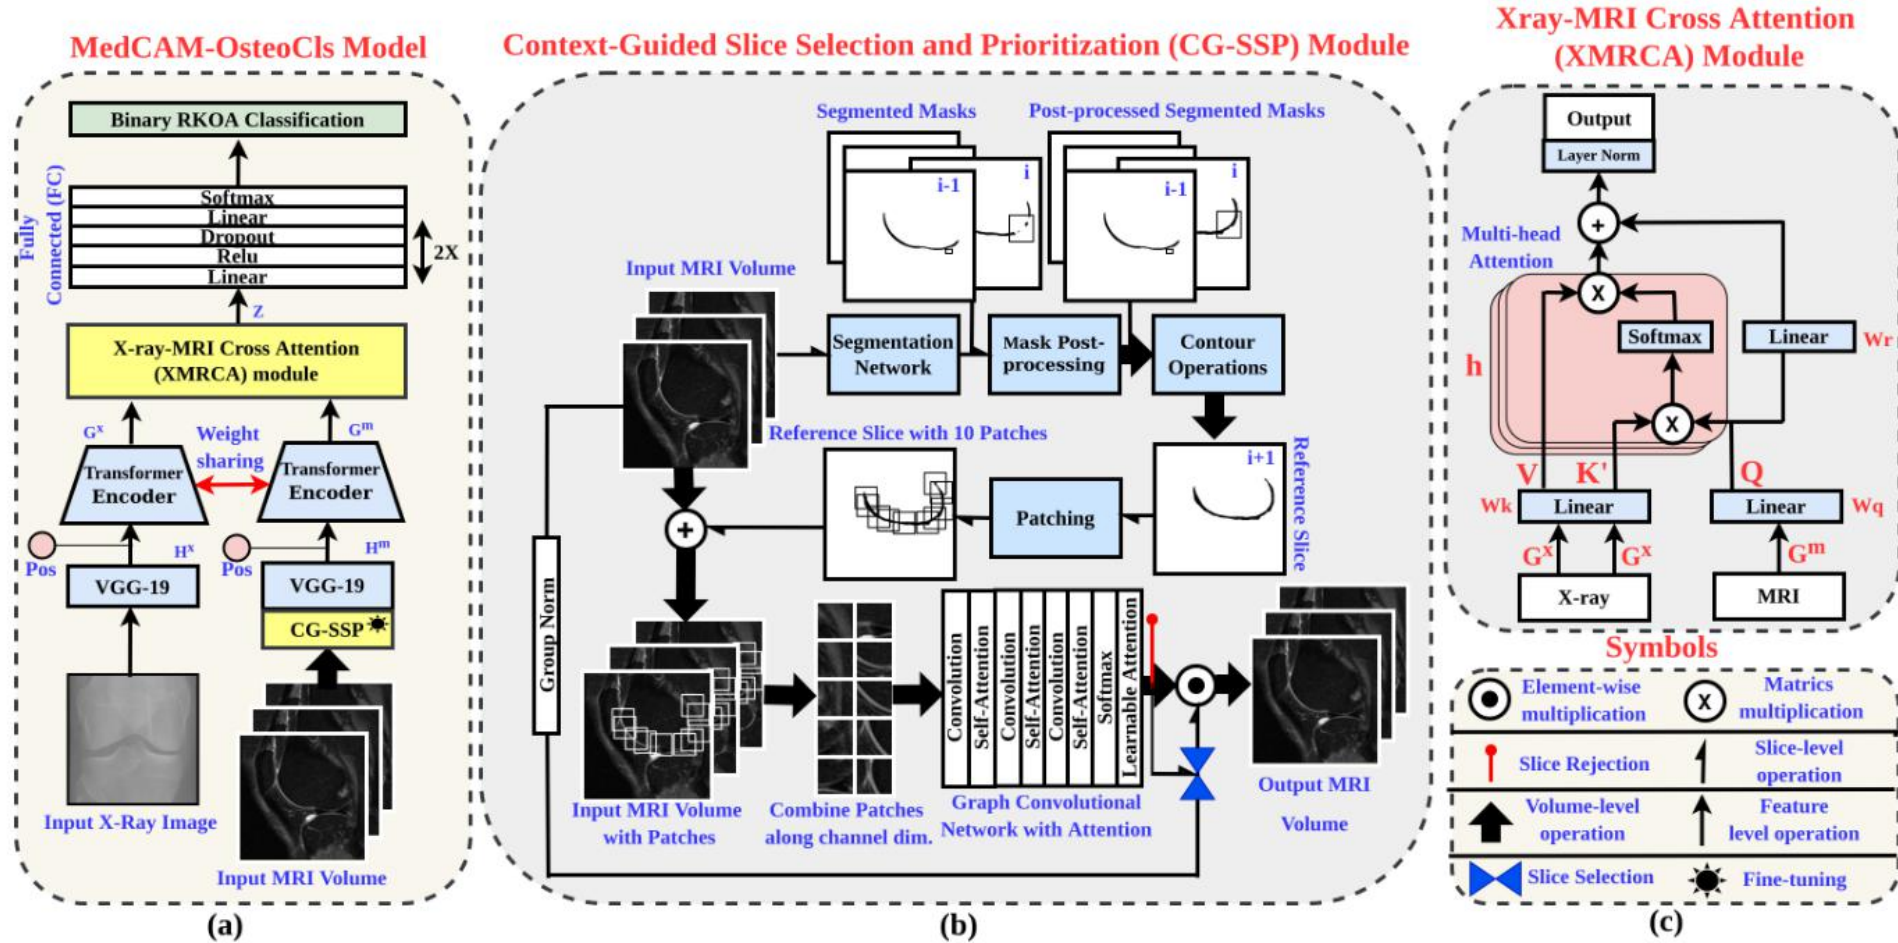 MedCAM-OsteoCls Model
Binary RKOA Classification
Fully
Connected (FC)
Softmax
Linear
Dropout
Relu
Linear
2X
Z
X-ray-MRI Cross Attention
(XMRCA) module
Gx
Weight
sharing
Gm
Transformer
Encoder
Transformer
Encoder
Pos
Hx
Pos
Hm
VGG-19
VGG-19
CG-SSP
Input X-Ray Image
Input MRI Volume
(a)
Context-Guided Slice Selection and Prioritization (CG-SSP) Module
Segmented Masks
Post-processed Segmented Masks
i-1
i
i-1
i
Input MRI Volume
Segmentation
Network
Mask Post-
processing
Contour
Operations
Reference Slice with 10 Patches
Patching
i+1
Reference Slice
+
Group Norm
Input MRI Volume
with Patches
Combine Patches
along channel dim.
Convolution
Self-Attention
Convolution
Self-Attention
Convolution
Self-Attention
Softmax
Learnable Attention
Graph Convolutional
Network with Attention
Output MRI
Volume
(b)
Xray-MRI Cross Attention
(XMRCA) Module
Output
Layer Norm
+
Multi-head
Attention
X
Softmax
Linear
Wr
h
X
V
K'
Q
Wk
Linear
Linear
Wq
Gx
Gx
Gm
X-ray
MRI
Symbols
Element-wise
multiplication
X
Matrics
multiplication
Slice Rejection
Slice-level
operation
Volume-level
operation
Feature
level operation
Slice Selection
Fine-tuning
(c)